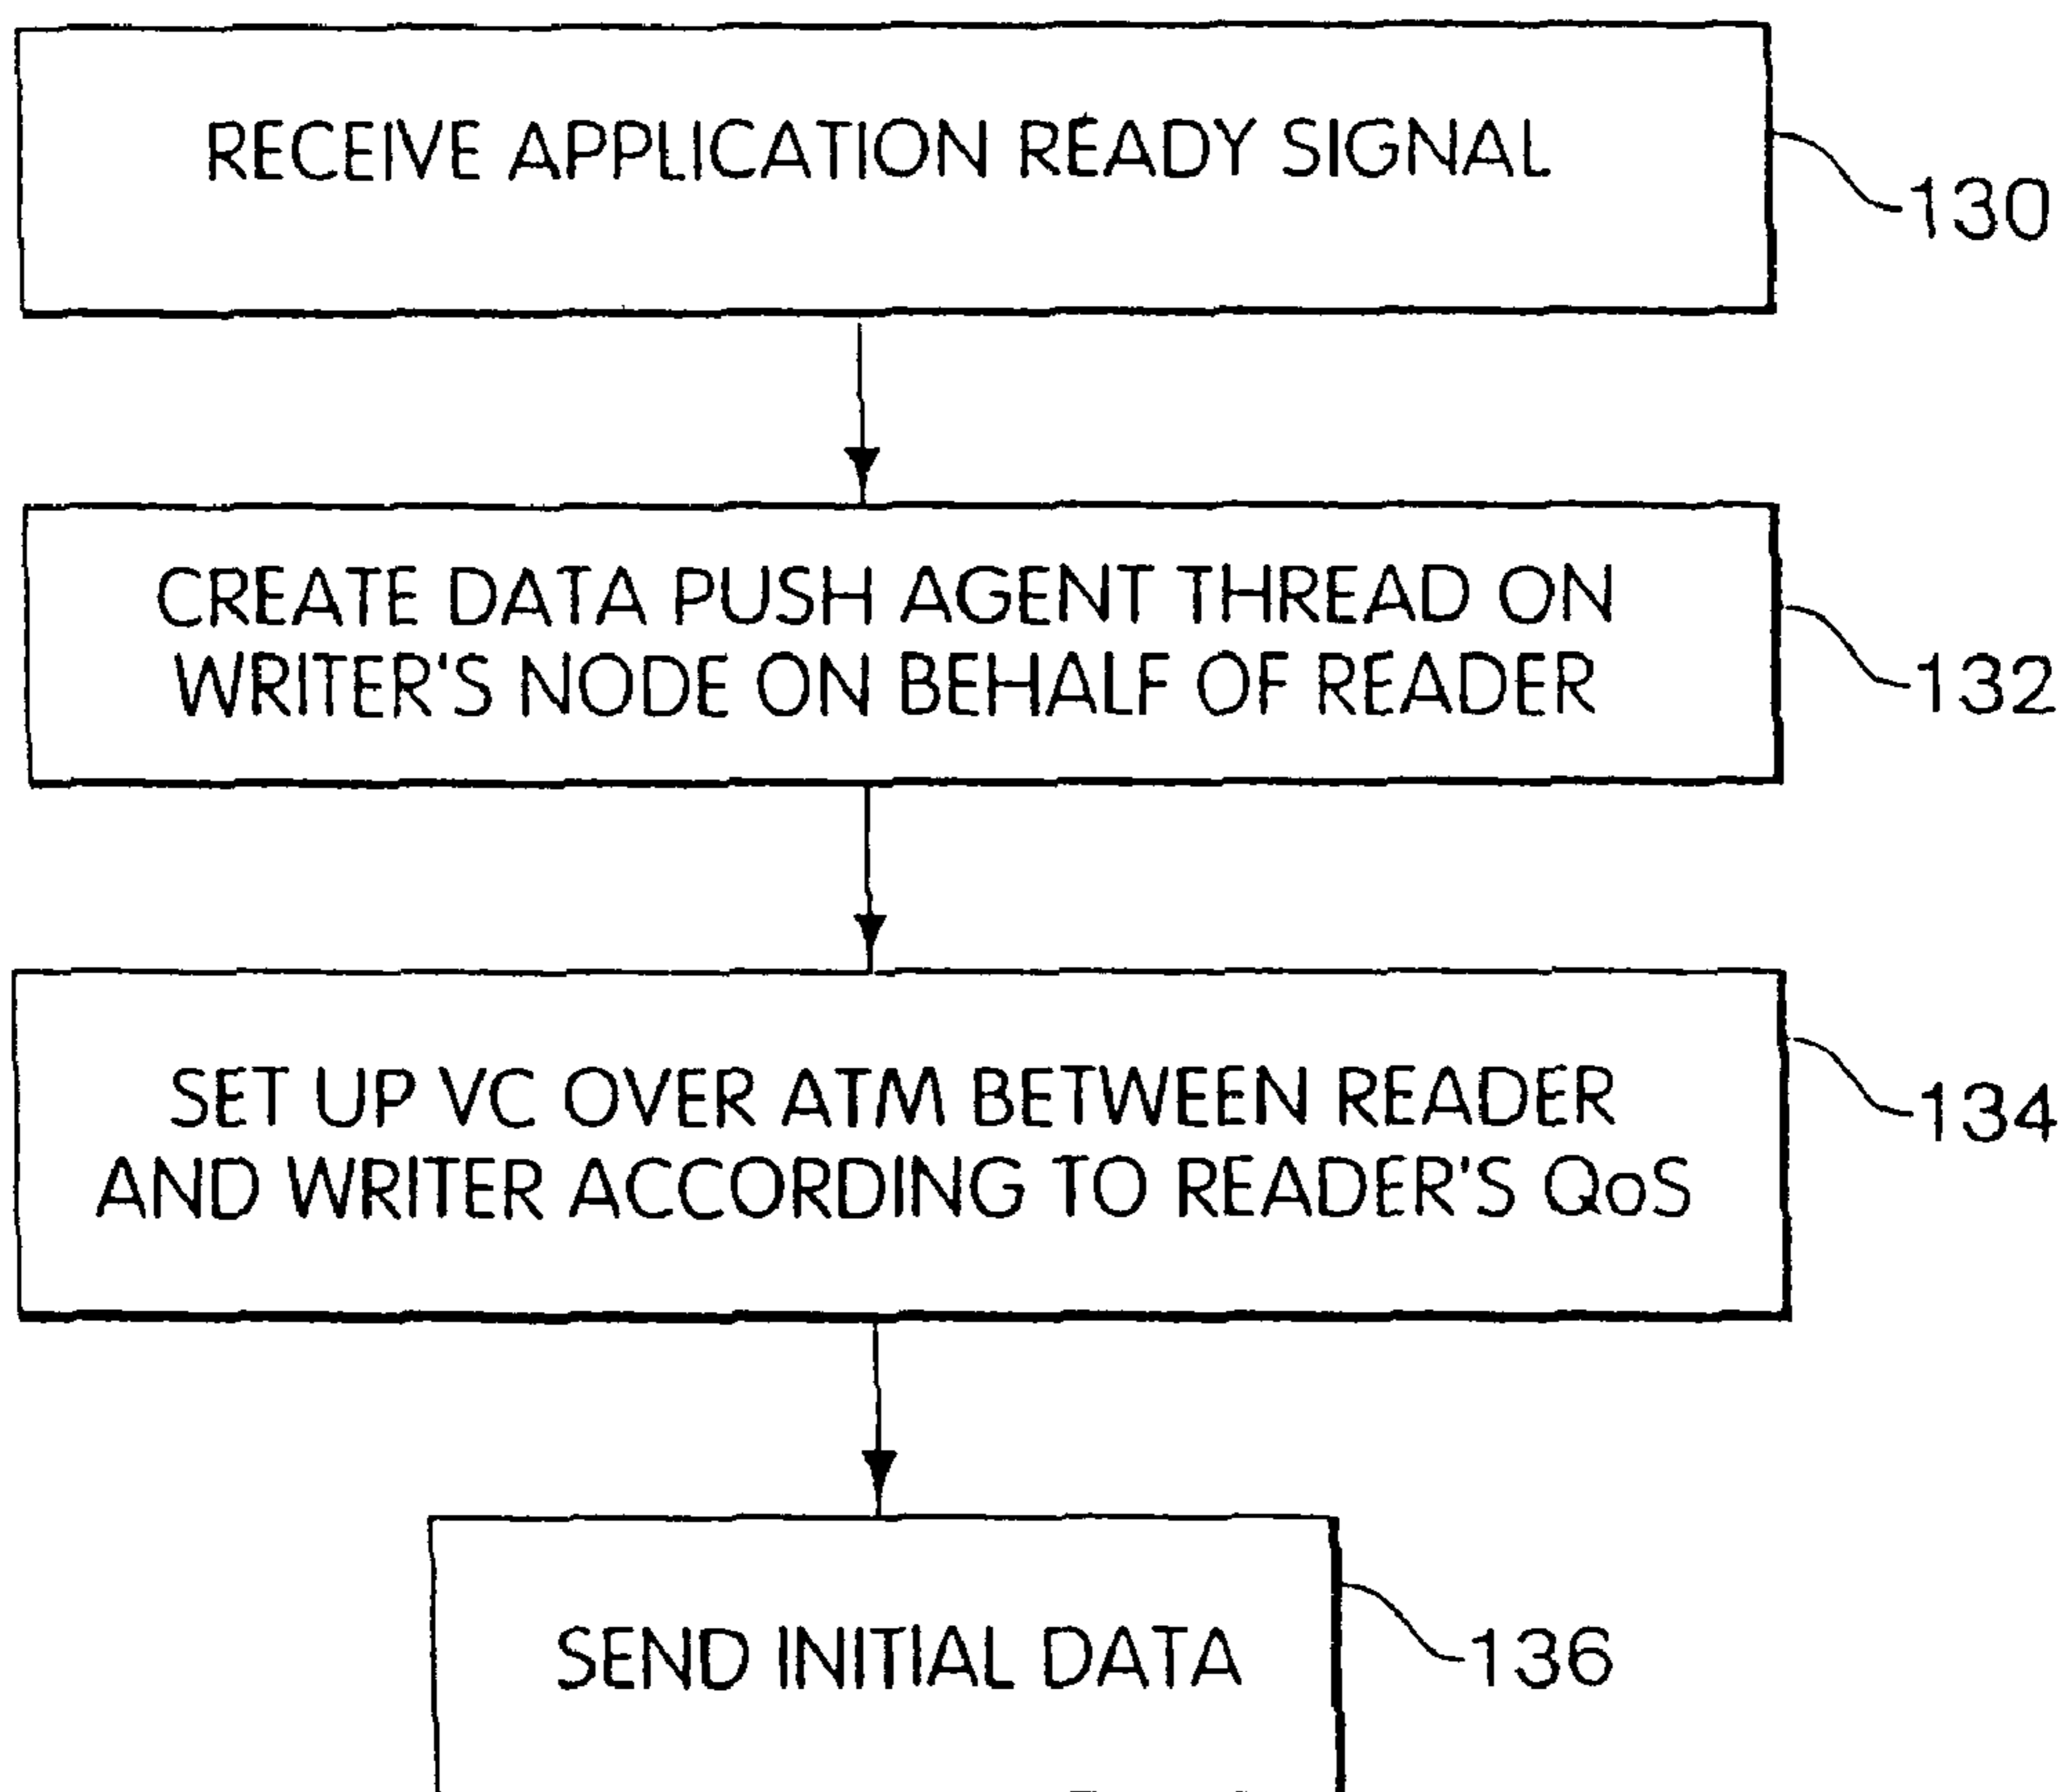 RECEIVE APPLICATION READY SIGNAL
130
CREATE DATA PUSH AGENT THREAD ON
WRITER'S NODE ON BEHALF OF READER
132
SET UP VC OVER ATM BETWEEN READER
AND WRITER ACCORDING TO READER'S QoS
134
SEND INITIAL DATA
136